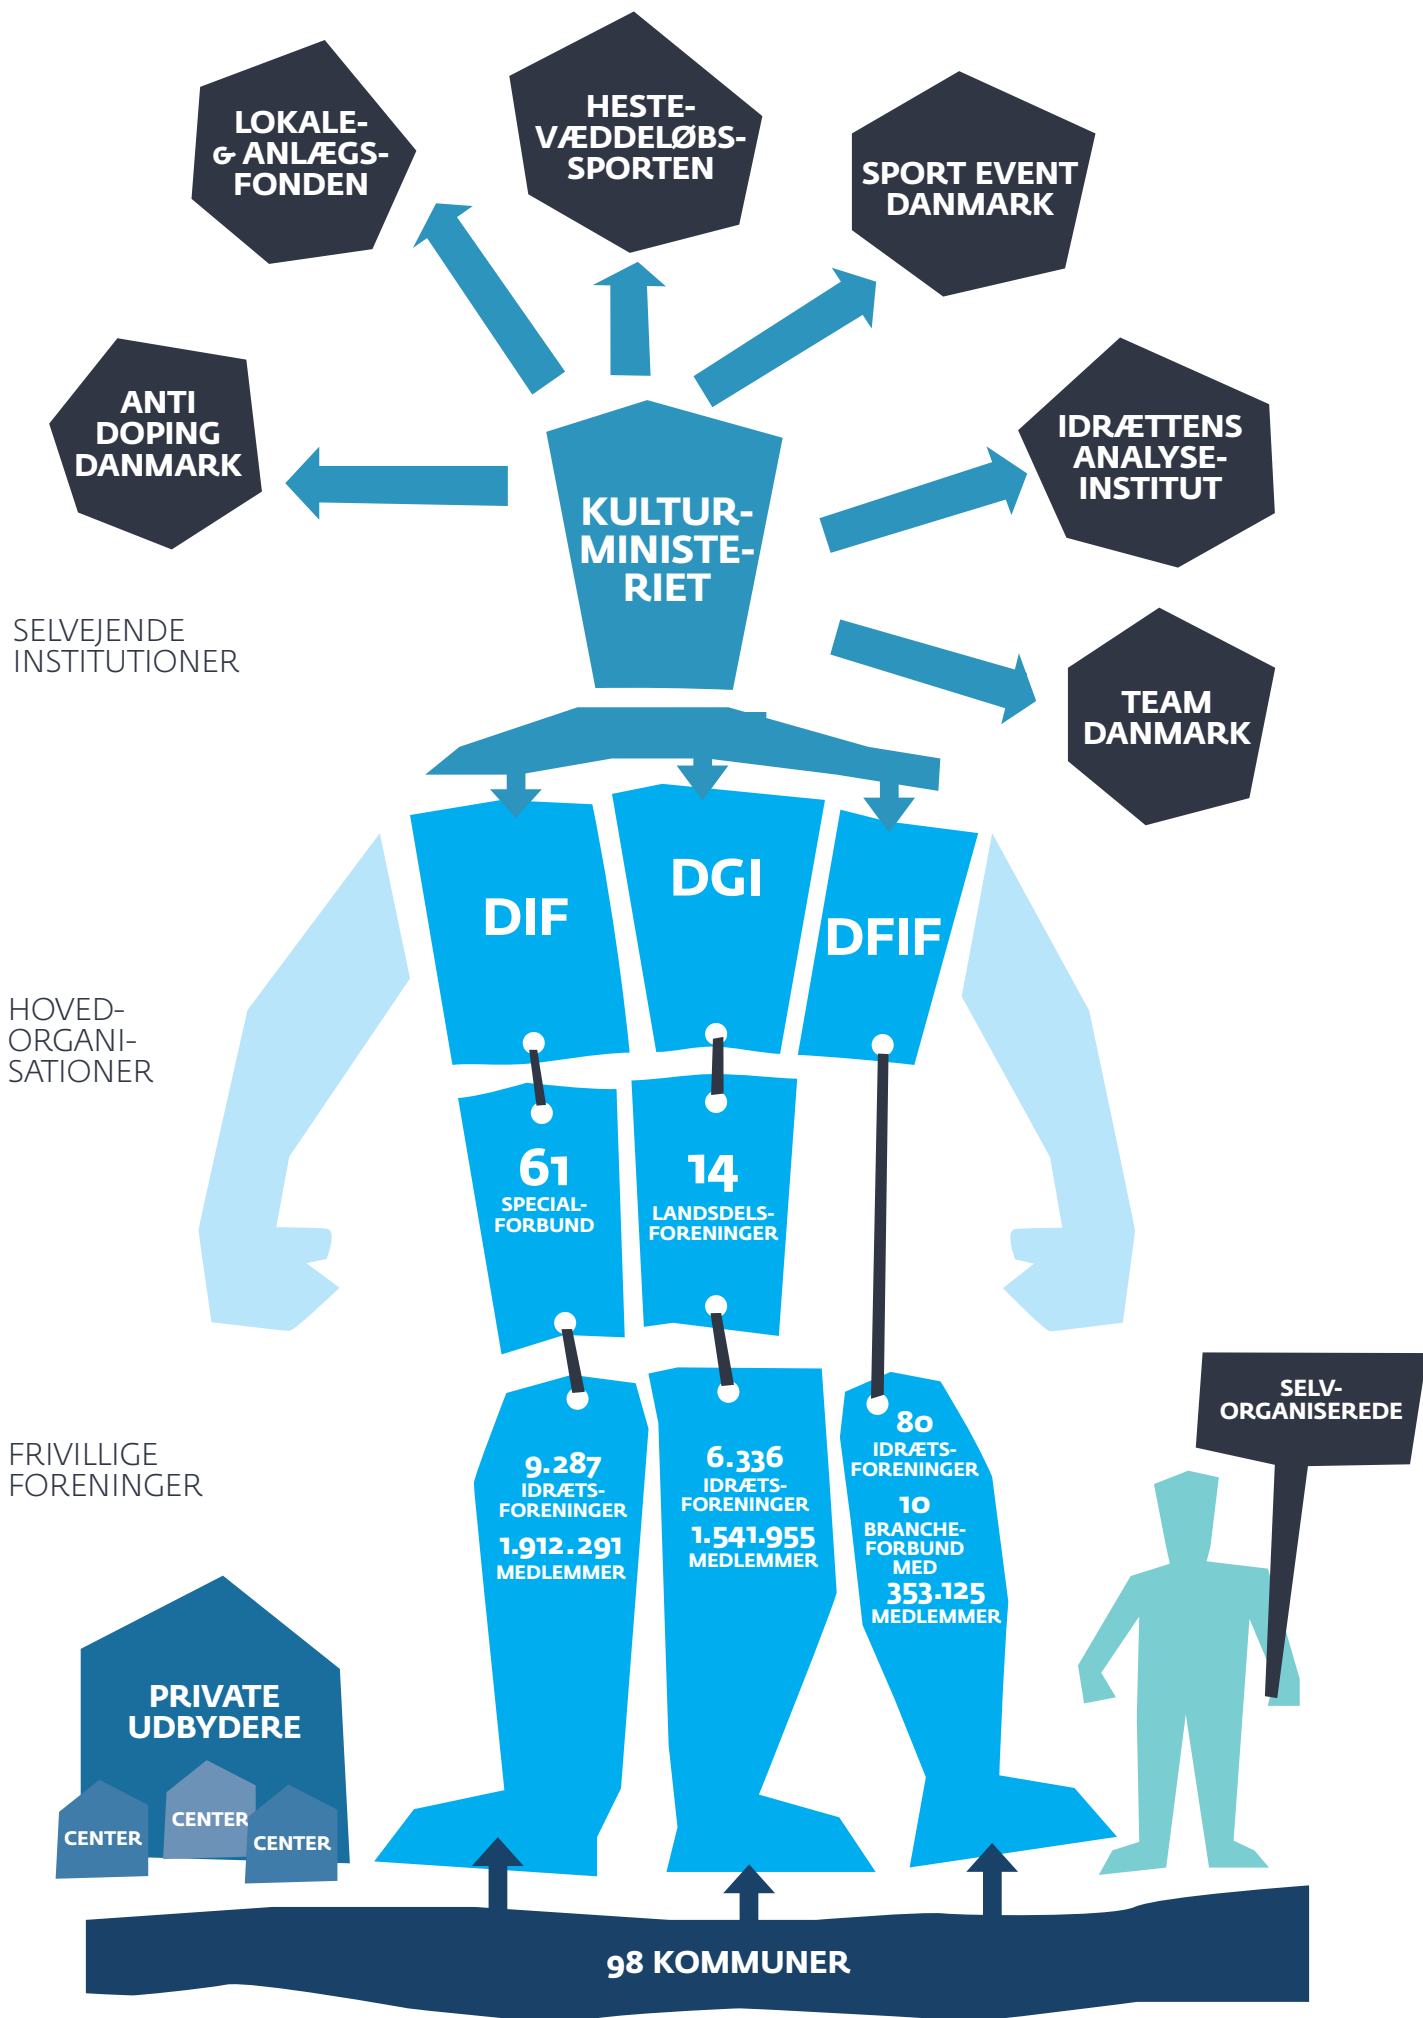 LOKALE-
& ANLÆGS-
FONDEN
HESTE-
VÆDDELØBS-
SPORTEN
SPORT EVENT
DANMARK
ANTI
DOPING
DANMARK
IDRÆTTENS
ANALYSE-
INSTITUT
KULTUR-
MINISTE-
RIET
SELVEJENDE
INSTITUTIONER
TEAM
DANMARK
DIF
DGI
DFIF
HOVED-
ORGANI-
SATIONER
61
SPECIAL-
FORBUND
14
LANDSDELS-
FORENINGER
FRIVILLIGE
FORENINGER
9.287
IDRÆTS-
FORENINGER
1.912.291
MEDLEMMER
6.336
IDRÆTS-
FORENINGER
1.541.955
MEDLEMMER
80
IDRÆTS-
FORENINGER
10
BRANCHE-
FORBUND
MED
353.125
MEDLEMMER
SELV-
ORGANISEREDE
PRIVATE
UDBYDERE
CENTER
CENTER
CENTER
98 KOMMUNER